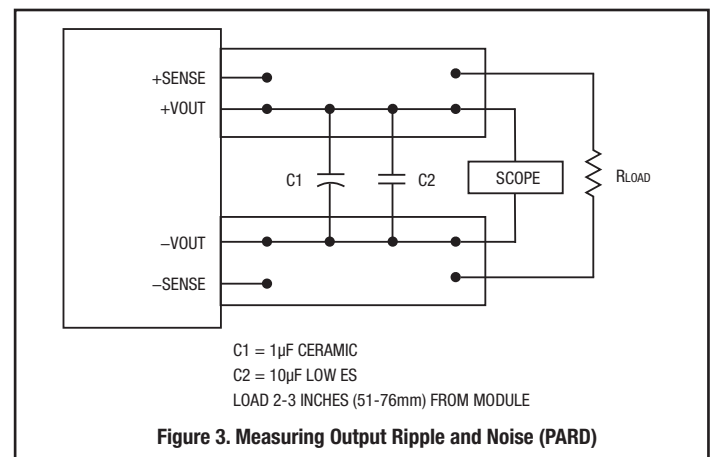 +SENSE
+VOUT
C1
C2
SCOPE
RLOAD
−VOUT
−SENSE
C1 = 1µF CERAMIC
C2 = 10µF LOW ES
LOAD 2-3 INCHES (51-76mm) FROM MODULE
Figure 3. Measuring Output Ripple and Noise (PARD)